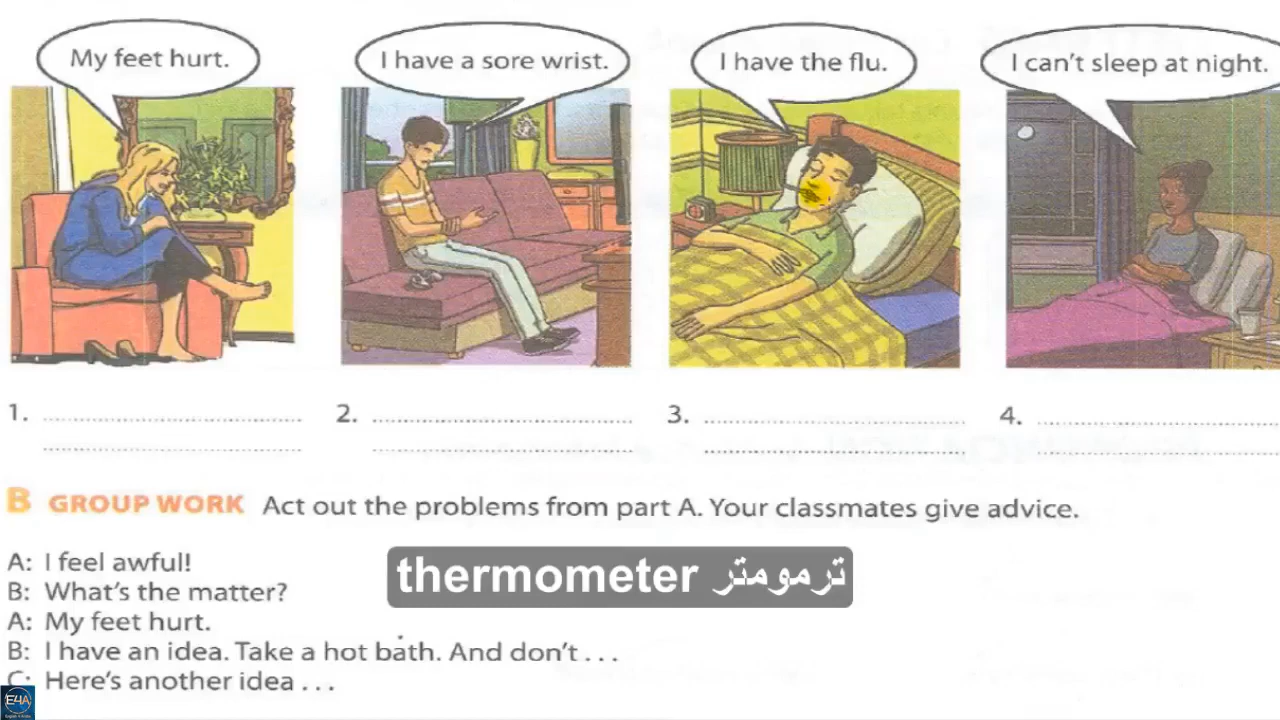 My feet hurt.
I have a sore wrist.
I have the flu.
I can't sleep at night.
1.
2.
3.
4.
B GROUP WORK Act out the problems from part A. Your classmates give advice.
A: I feel awful!
B: What's the matter?
A: My feet hurt.
B: I have an idea. Take a hot bath. And don't . . .
C: Here's another idea . . .
thermometer ترمومتر
E4A